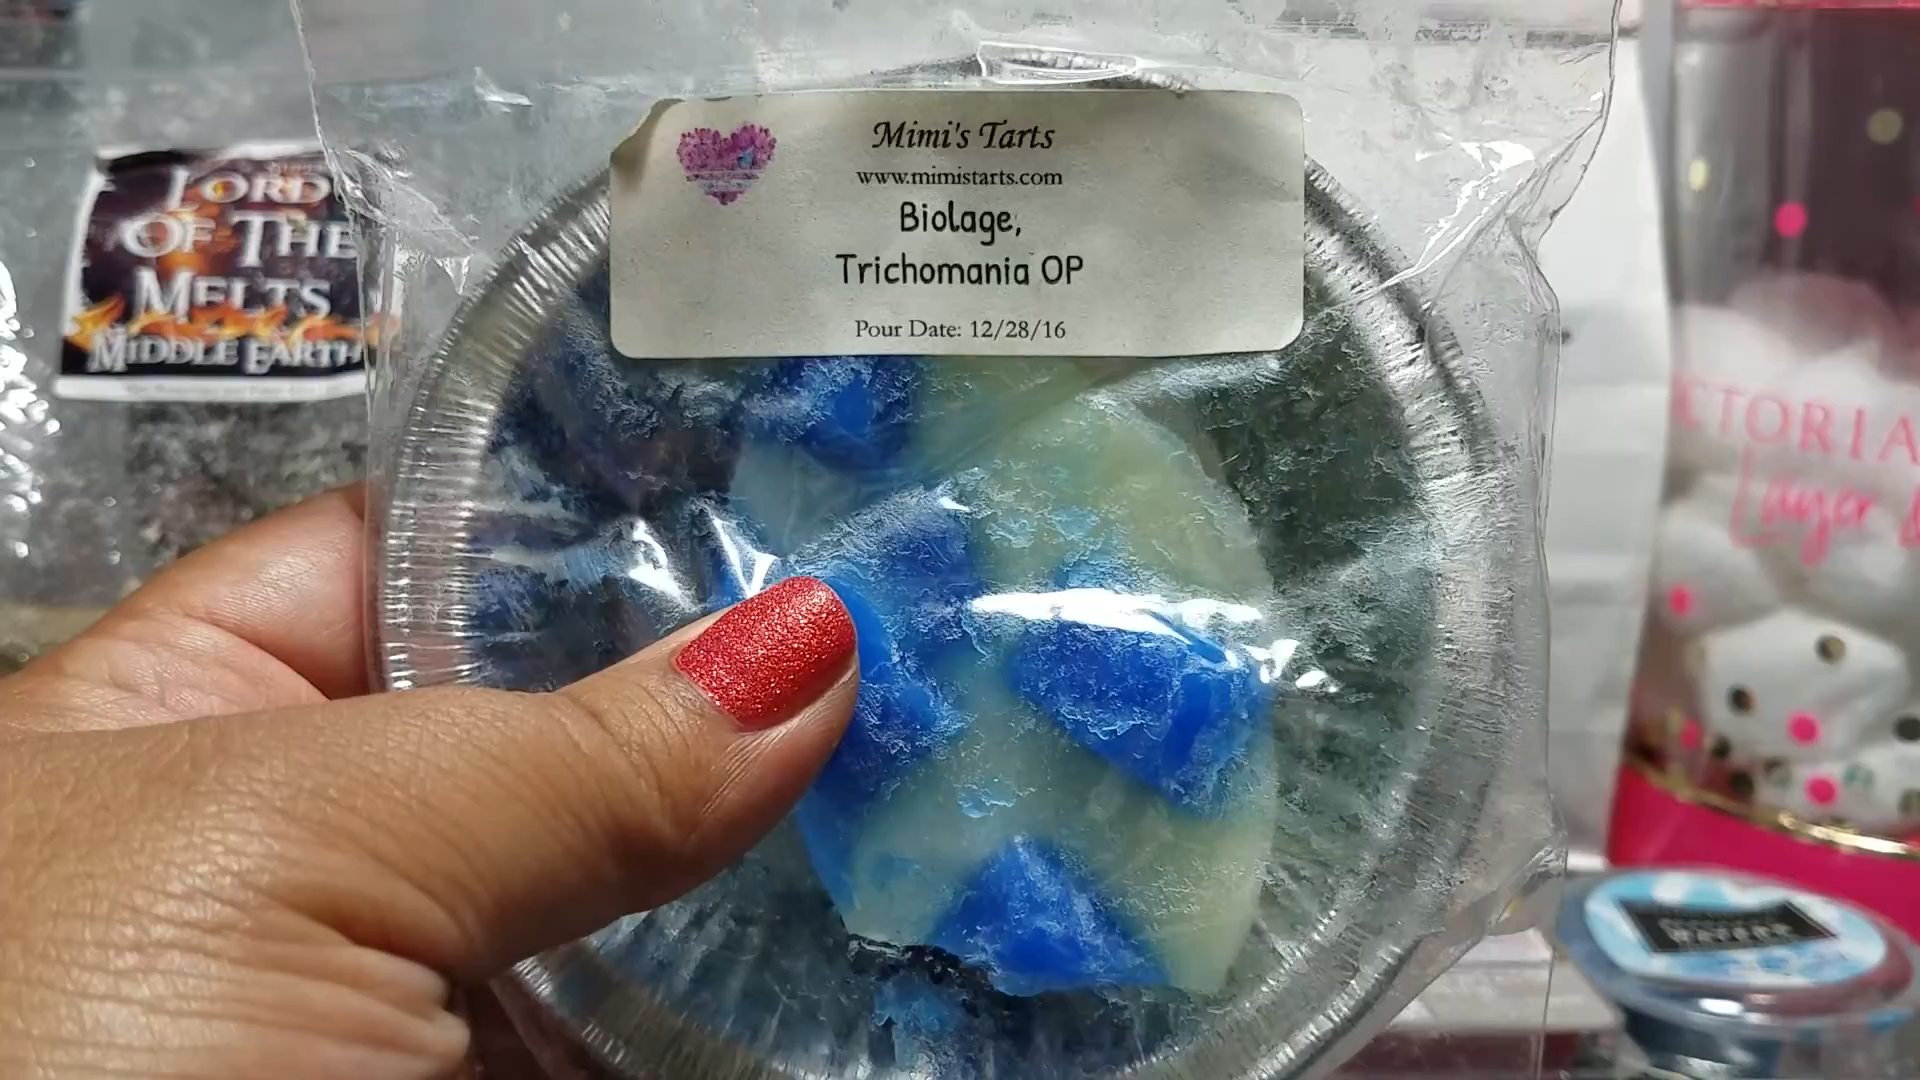 Mimi's Tarts
www.mimistarts.com
Biolage,
Trichomania OP
Pour Date: 12/28/16
LORD
OF THE
MELTS
MIDDLE EARTH
CTORIA
Layer &